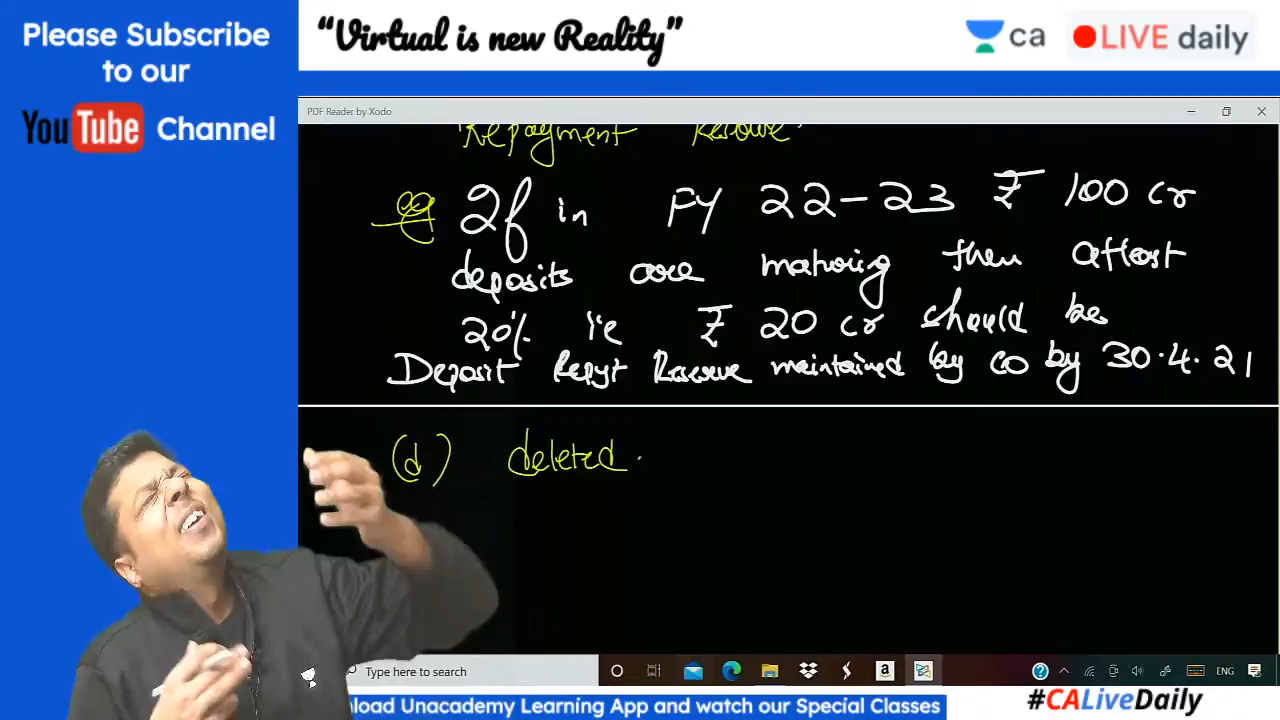 Please Subscribe
to our
YouTube Channel
“Virtual is new Reality”
ca
LIVE daily
PDF Reader by Xodo
Repayment Reserve
eg If in FY 22-23 ₹ 100 cr
deposits are maturing then atleast
20% ie ₹ 20 cr should be
Deposit Repyt Reserve maintained by co by 30.4.21
(d) deleted
Type here to search
ENG
nload Unacademy Learning App and watch our Special Classes
#CALiveDaily